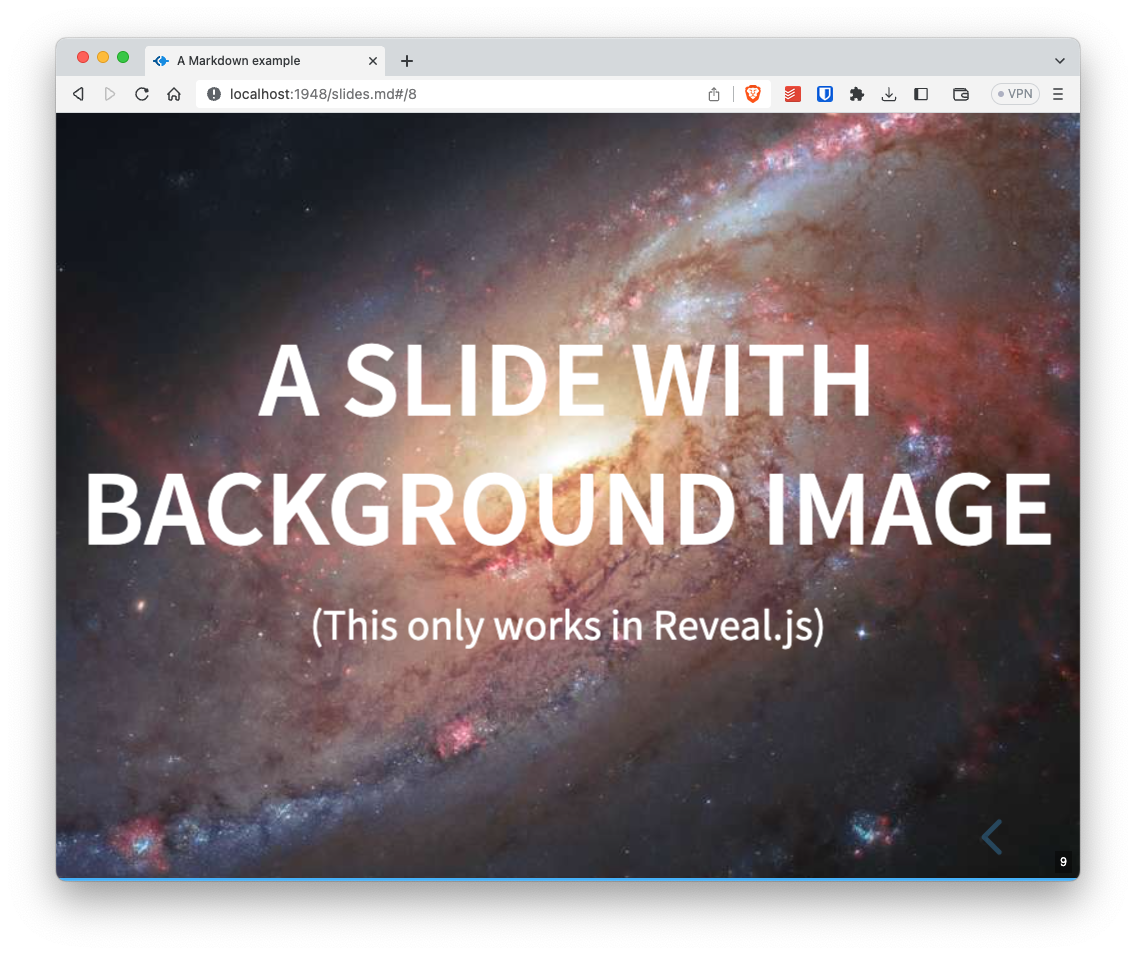 A Markdown example
localhost:1948/slides.md#/8
VPN
A SLIDE WITH
BACKGROUND IMAGE
(This only works in Reveal.js)
9